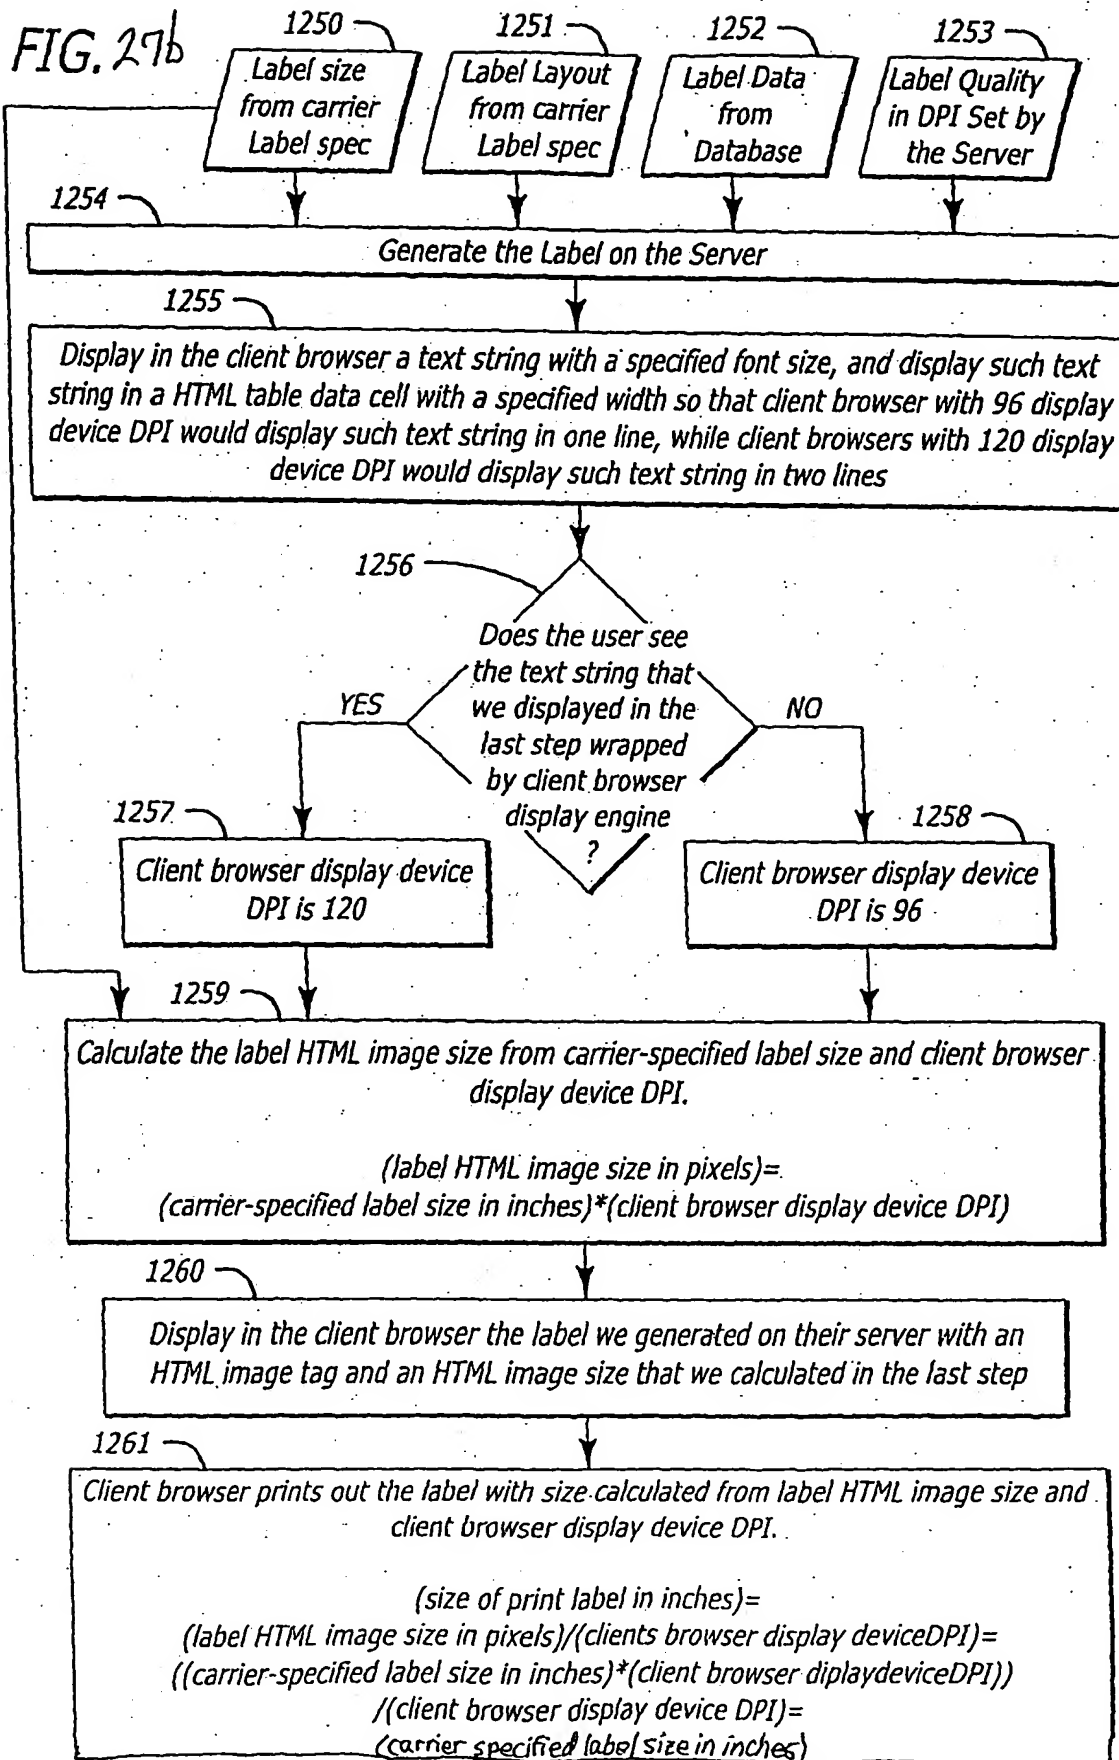 FIG. 27b
1250
1251
1252
1253
Label size
from carrier
Label spec
Label Layout
from carrier
Label spec
Label Data
from
Database
Label Quality
in DPI Set by
the Server
1254
Generate the Label on the Server
1255
Display in the client browser a text string with a specified font size, and display such text
string in a HTML table data cell with a specified width so that client browser with 96 display
device DPI would display such text string in one line, while client browsers with 120 display
device DPI would display such text string in two lines
1256
Does the user see
the text string that
we displayed in the
last step wrapped
by client browser
display engine
?
YES
NO
1257
Client browser display device
DPI is 120
1258
Client browser display device
DPI is 96
1259
Calculate the label HTML image size from carrier-specified label size and client browser
display device DPI.
(label HTML image size in pixels)=
(carrier-specified label size in inches)*(client browser display device DPI)
1260
Display in the client browser the label we generated on their server with an
HTML image tag and an HTML image size that we calculated in the last step
1261
Client browser prints out the label with size calculated from label HTML image size and
client browser display device DPI.
(size of print label in inches)=
(label HTML image size in pixels)/(clients browser display deviceDPI)=
((carrier-specified label size in inches)*(client browser diplaydeviceDPI))
/(client browser display device DPI)=
(carrier specified label size in inches)